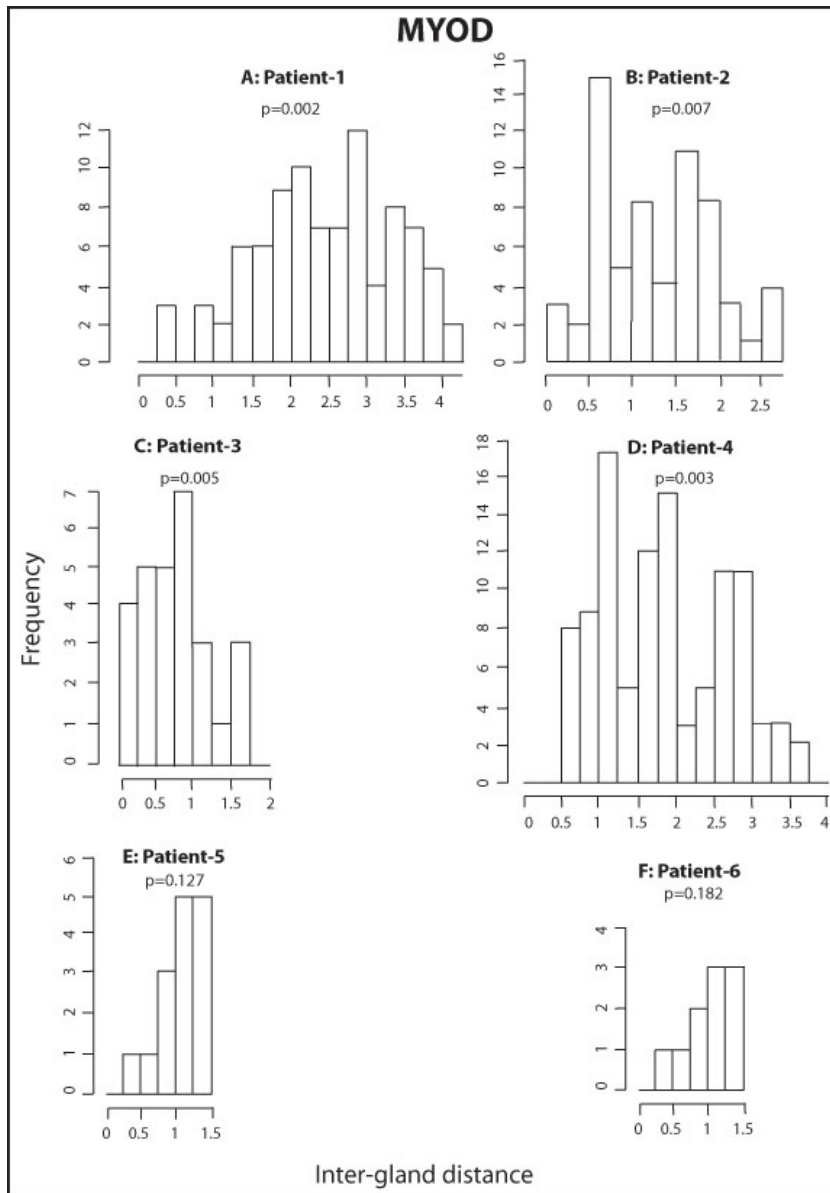 MYOD
A: Patient-1
p=0.002
0 2 4 6 8 10 12
0 0.5 1 1.5 2 2.5 3 3.5 4
B: Patient-2
p=0.007
0 2 4 6 8 10 12 14 16
0 0.5 1 1.5 2 2.5
C: Patient-3
p=0.005
0 1 2 3 4 5 6 7
0 0.5 1 1.5 2
D: Patient-4
p=0.003
0 2 4 6 8 10 12 14 16 18
0 0.5 1 1.5 2 2.5 3 3.5 4
Frequency
E: Patient-5
p=0.127
0 1 2 3 4 5 6
0 0.5 1 1.5
F: Patient-6
p=0.182
0 1 2 3 4
0 0.5 1 1.5
Inter-gland distance